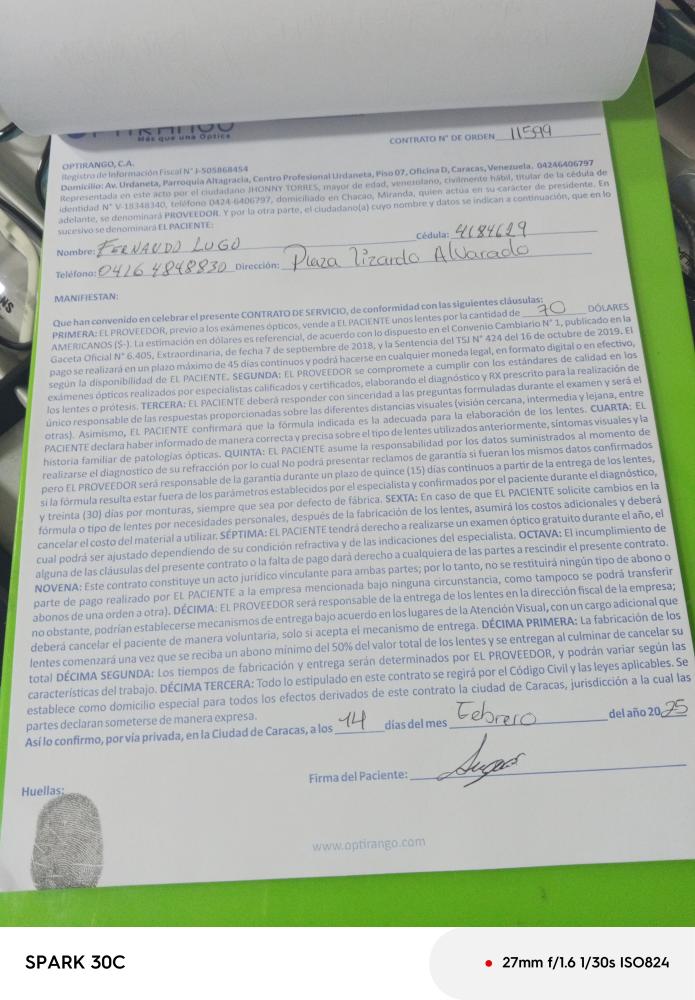 OPTIRANGO
Más que una Óptica
CONTRATO N° DE ORDEN 11599
OPTIRANGO, C.A.
Registro de Información Fiscal N° J-505868454
Domicilio: Av. Urdaneta, Parroquia Altagracia, Centro Profesional Urdaneta, Piso 07, Oficina D, Caracas, Venezuela. 04246406797
Representada en este acto por el ciudadano JHONNY TORRES, mayor de edad, venezolano, civilmente hábil, titular de la cédula de
identidad N° V-18348340, teléfono 0424-6406797, domiciliado en Chacao, Miranda, quien actúa en su carácter de presidente. En
adelante, se denominará PROVEEDOR. Y por la otra parte, el ciudadano(a) cuyo nombre y datos se indican a continuación, que en lo
sucesivo se denominará EL PACIENTE:
Nombre: FERNANDO LUGO Cédula: 4184629
Teléfono: 0416 4848830 Dirección: Plaza Lizardo Alvarado
MANIFIESTAN:
Que han convenido en celebrar el presente CONTRATO DE SERVICIO, de conformidad con las siguientes cláusulas:
PRIMERA: EL PROVEEDOR, previo a los exámenes ópticos, vende a EL PACIENTE unos lentes por la cantidad de 70 DÓLARES
AMERICANOS ($-). La estimación en dólares es referencial, de acuerdo con lo dispuesto en el Convenio Cambiario N° 1, publicado en la
Gaceta Oficial N° 6.405, Extraordinaria, de fecha 7 de septiembre de 2018, y la Sentencia del TSJ N° 424 del 16 de octubre de 2019. El
pago se realizará en un plazo máximo de 45 días continuos y podrá hacerse en cualquier moneda legal, en formato digital o en efectivo,
según la disponibilidad de EL PACIENTE. SEGUNDA: EL PROVEEDOR se compromete a cumplir con los estándares de calidad en los
exámenes ópticos realizados por especialistas calificados y certificados, elaborando el diagnóstico y RX prescrito para la realización de
los lentes o prótesis. TERCERA: EL PACIENTE deberá responder con sinceridad a las preguntas formuladas durante el examen y será el
único responsable de las respuestas proporcionadas sobre las diferentes distancias visuales (visión cercana, intermedia y lejana, entre
otras). Asimismo, EL PACIENTE confirmará que la fórmula indicada es la adecuada para la elaboración de los lentes. CUARTA: EL
PACIENTE declara haber informado de manera correcta y precisa sobre el tipo de lentes utilizados anteriormente, síntomas visuales y la
historia familiar de patologías ópticas. QUINTA: EL PACIENTE asume la responsabilidad por los datos suministrados al momento de
realizarse el diagnostico de su refracción por lo cual No podrá presentar reclamos de garantía si fueran los mismos datos confirmados
pero EL PROVEEDOR será responsable de la garantía durante un plazo de quince (15) días continuos a partir de la entrega de los lentes,
si la fórmula resulta estar fuera de los parámetros establecidos por el especialista y confirmados por el paciente durante el diagnóstico,
y treinta (30) días por monturas, siempre que sea por defecto de fábrica. SEXTA: En caso de que EL PACIENTE solicite cambios en la
fórmula o tipo de lentes por necesidades personales, después de la fabricación de los lentes, asumirá los costos adicionales y deberá
cancelar el costo del material a utilizar. SÉPTIMA: EL PACIENTE tendrá derecho a realizarse un examen óptico gratuito durante el año, el
cual podrá ser ajustado dependiendo de su condición refractiva y de las indicaciones del especialista. OCTAVA: El incumplimiento de
alguna de las cláusulas del presente contrato o la falta de pago dará derecho a cualquiera de las partes a rescindir el presente contrato.
NOVENA: Este contrato constituye un acto jurídico vinculante para ambas partes; por lo tanto, no se restituirá ningún tipo de abono o
parte de pago realizado por EL PACIENTE a la empresa mencionada bajo ninguna circunstancia, como tampoco se podrá transferir
abonos de una orden a otra). DÉCIMA: EL PROVEEDOR será responsable de la entrega de los lentes en la dirección fiscal de la empresa;
no obstante, podrían establecerse mecanismos de entrega bajo acuerdo en los lugares de la Atención Visual, con un cargo adicional que
deberá cancelar el paciente de manera voluntaria, solo si acepta el mecanismo de entrega. DÉCIMA PRIMERA: La fabricación de los
lentes comenzará una vez que se reciba un abono mínimo del 50% del valor total de los lentes y se entregan al culminar de cancelar su
total DÉCIMA SEGUNDA: Los tiempos de fabricación y entrega serán determinados por EL PROVEEDOR, y podrán variar según las
características del trabajo. DÉCIMA TERCERA: Todo lo estipulado en este contrato se regirá por el Código Civil y las leyes aplicables. Se
establece como domicilio especial para todos los efectos derivados de este contrato la ciudad de Caracas, jurisdicción a la cual las
partes declaran someterse de manera expresa.
Así lo confirmo, por vía privada, en la Ciudad de Caracas, a los 14 días del mes Febrero del año 2025
Firma del Paciente:
Huellas:
www.optirango.com
SPARK 30C
27mm f/1.6 1/30s ISO824